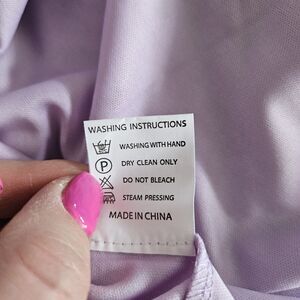 WASHING INSTRUCTIONS
WASHING WITH HAND
P DRY CLEAN ONLY
DO NOT BLEACH
STEAM PRESSING
MADE IN CHINA